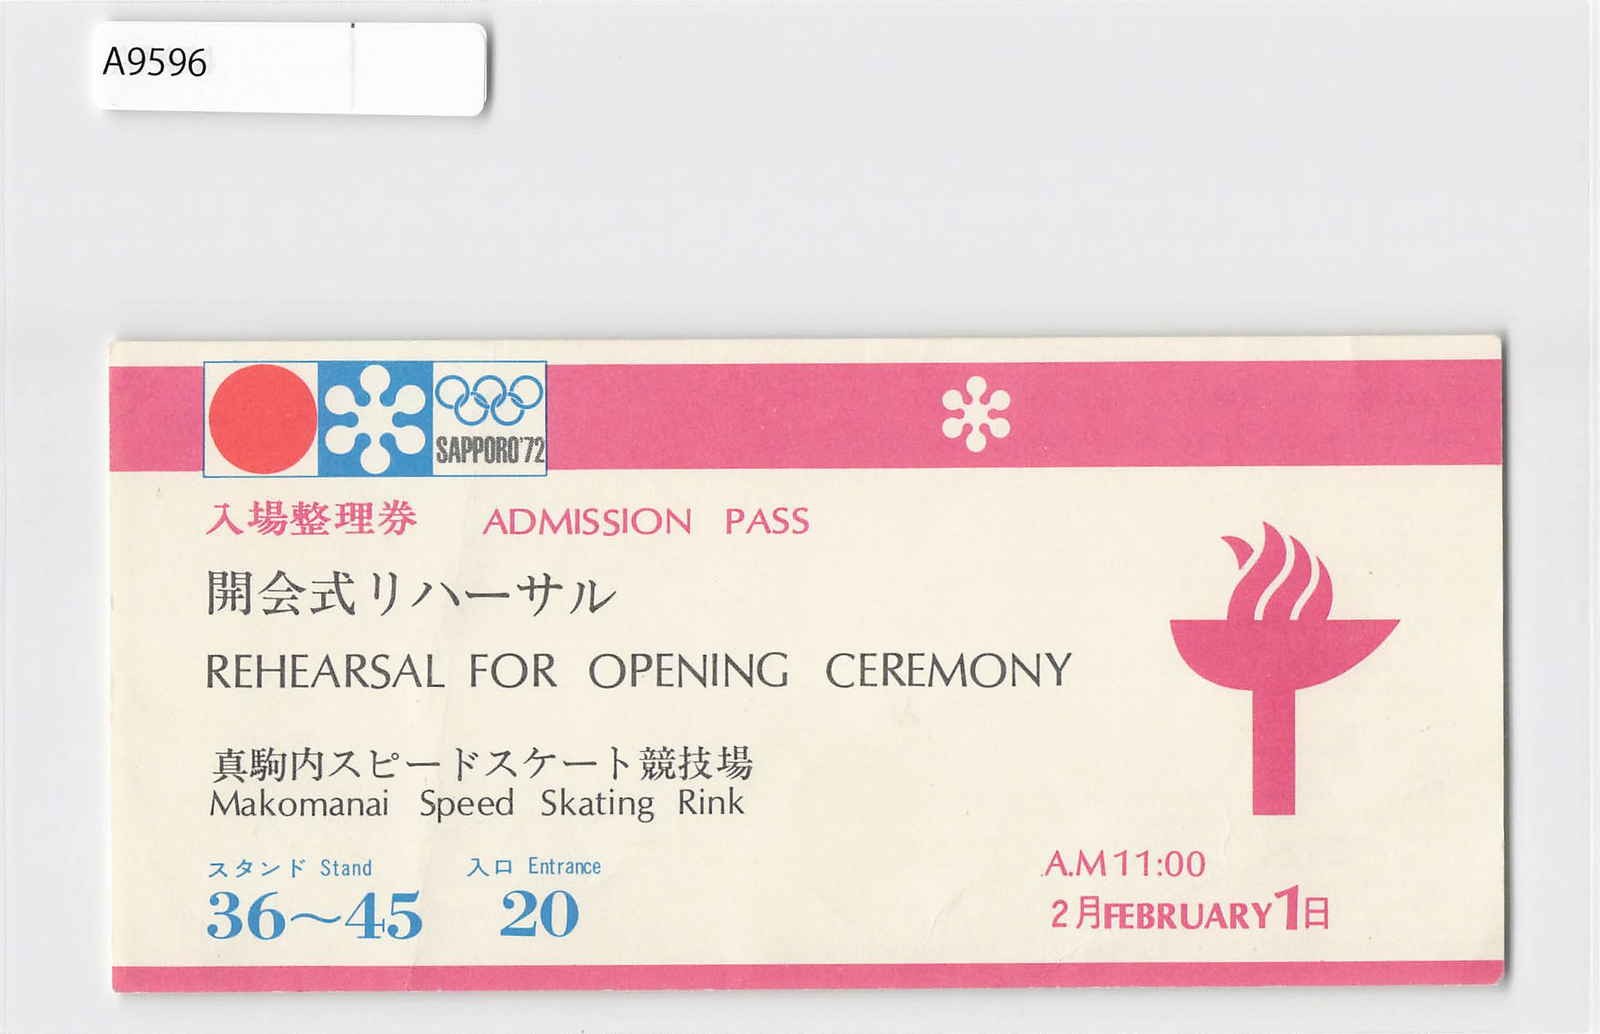 A9596
SAPPORO'72
入場整理券 ADMISSION PASS
開会式リハーサル
REHEARSAL FOR OPENING CEREMONY
真駒内スピードスケート競技場
Makomanai Speed Skating Rink
スタンド Stand 入口 Entrance
36〜45 20
A.M 11:00
2月FEBRUARY1日